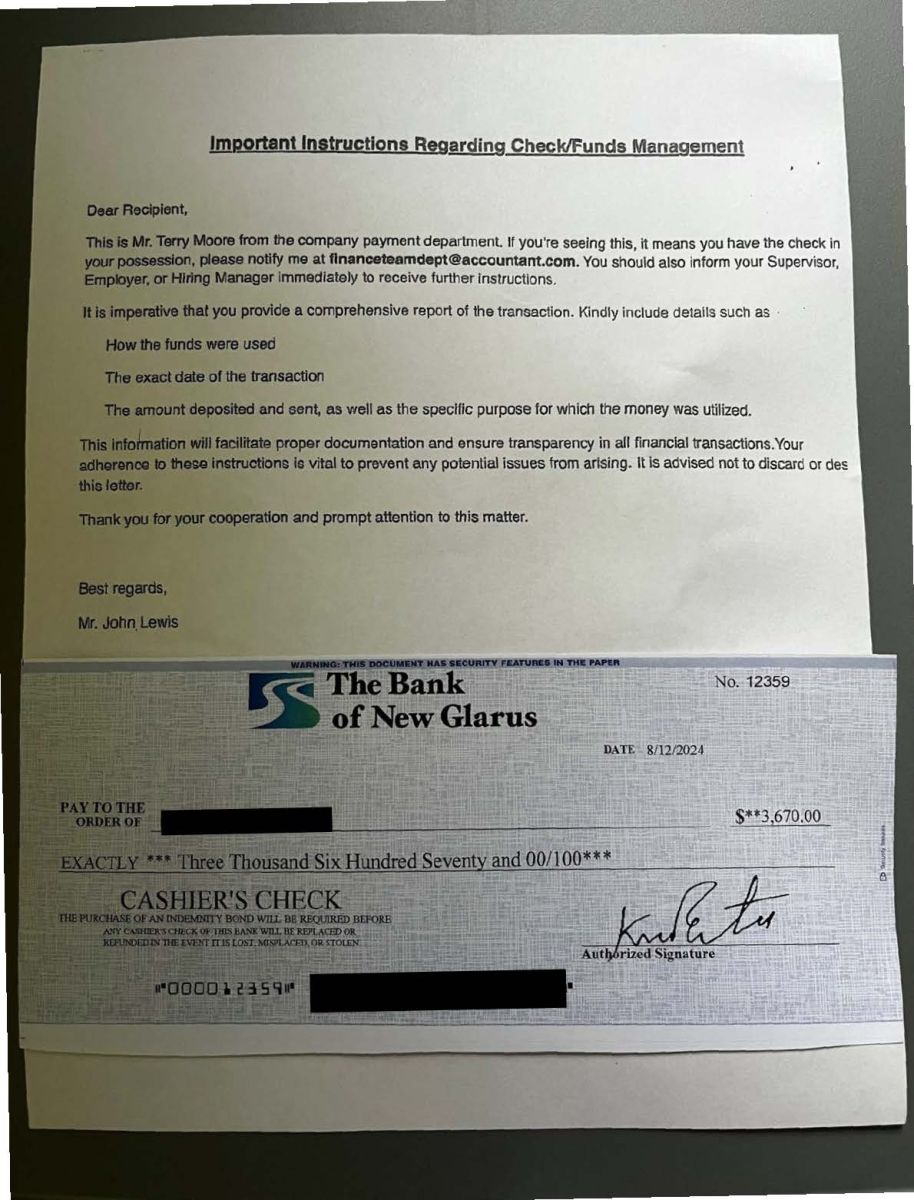 Important Instructions Regarding Check/Funds Management
Dear Recipient,
This is Mr. Terry Moore from the company payment department. If you're seeing this, it means you have the check in
your possession, please notify me at financeteamdept@accountant.com. You should also inform your Supervisor,
Employer, or Hiring Manager immediately to receive further instructions.
It is imperative that you provide a comprehensive report of the transaction. Kindly include details such as
How the funds were used
The exact date of the transaction
The amount deposited and sent, as well as the specific purpose for which the money was utilized.
This information will facilitate proper documentation and ensure transparency in all financial transactions.Your
adherence to these instructions is vital to prevent any potential issues from arising. It is advised not to discard or des
this letter.
Thank you for your cooperation and prompt attention to this matter.
Best regards,
Mr. John Lewis
WARNING: THIS DOCUMENT HAS SECURITY FEATURES IN THE PAPER
The Bank
of New Glarus
No. 12359
DATE 8/12/2024
PAY TO THE
ORDER OF
$**3,670.00
EXACTLY *** Three Thousand Six Hundred Seventy and 00/100***
CASHIER'S CHECK
THE PURCHASE OF AN INDEMNITY BOND WILL BE REQUIRED BEFORE
ANY CASHIER'S CHECK OF THIS BANK WILL BE REPLACED OR
REFUNDED IN THE EVENT IT IS LOST, MISPLACED, OR STOLEN
Authorized Signature
⑈000012359⑈